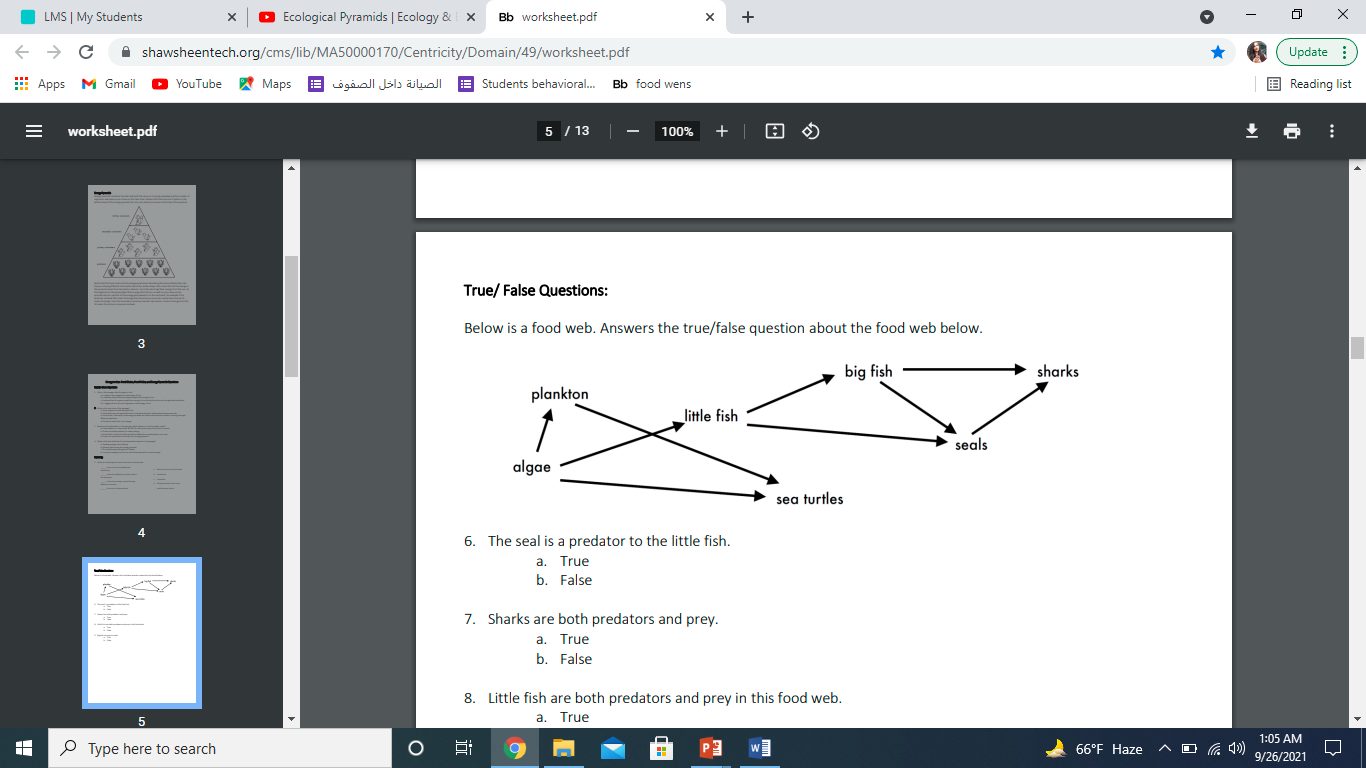 LMS | My Students
Ecological Pyramids | Ecology &
Bb worksheet.pdf
shawsheentech.org/cms/lib/MA50000170/Centricity/Domain/49/worksheet.pdf
Update
Apps
Gmail
YouTube
Maps
الصيانة داخل الصفوف
Students behavioral...
Bb food wens
Reading list
worksheet.pdf
5 / 13
100%
3
4
5
True/ False Questions:
Below is a food web. Answers the true/false question about the food web below.
big fish
sharks
plankton
little fish
seals
algae
sea turtles
6. The seal is a predator to the little fish.
a. True
b. False
7. Sharks are both predators and prey.
a. True
b. False
8. Little fish are both predators and prey in this food web.
a. True
Type here to search
66°F Haze
1:05 AM
9/26/2021